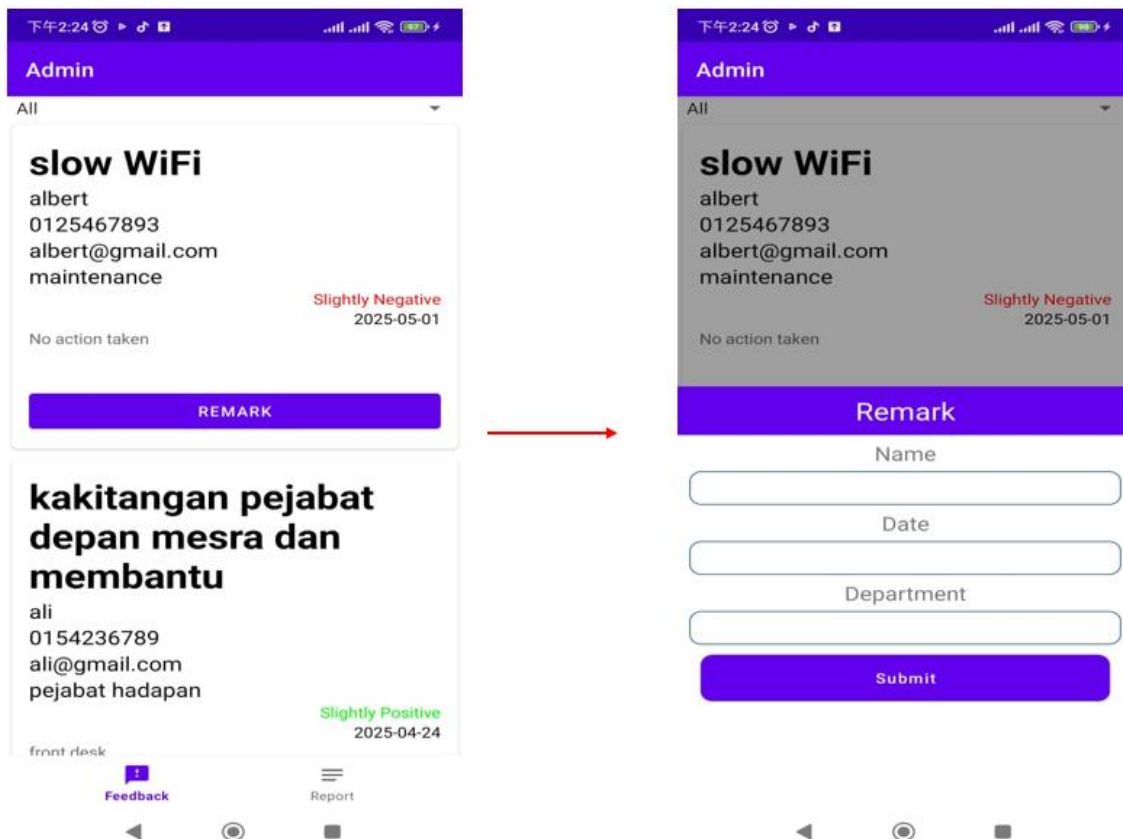 下午2:24
97
Admin
All
slow WiFi
albert
0125467893
albert@gmail.com
maintenance
Slightly Negative
2025-05-01
No action taken
REMARK
kakitangan pejabat
depan mesra dan
membantu
ali
0154236789
ali@gmail.com
pejabat hadapan
Slightly Positive
2025-04-24
front desk
Feedback
Report
下午2:24
98
Admin
All
slow WiFi
albert
0125467893
albert@gmail.com
maintenance
Slightly Negative
2025-05-01
No action taken
Remark
Name
Date
Department
Submit